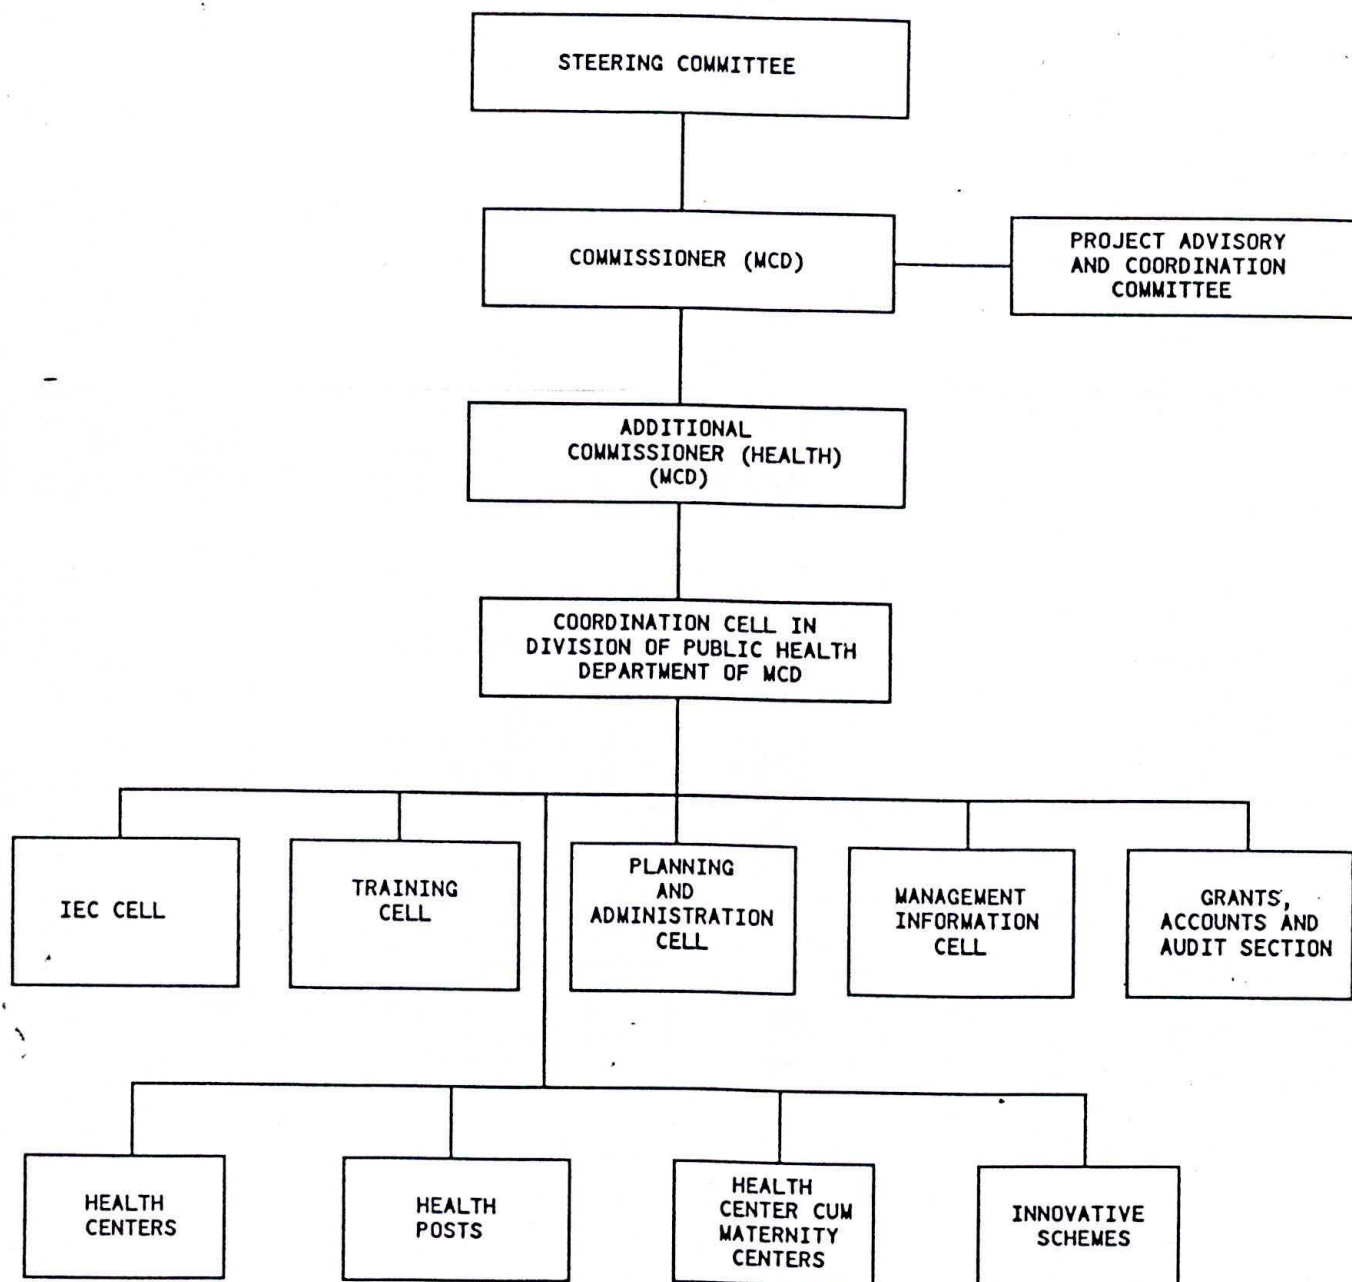 STEERING COMMITTEE
COMMISSIONER (MCD)
PROJECT ADVISORY
AND COORDINATION
COMMITTEE
ADDITIONAL
COMMISSIONER (HEALTH)
(MCD)
COORDINATION CELL IN
DIVISION OF PUBLIC HEALTH
DEPARTMENT OF MCD
IEC CELL
TRAINING
CELL
PLANNING
AND
ADMINISTRATION
CELL
MANAGEMENT
INFORMATION
CELL
GRANTS,
ACCOUNTS AND
AUDIT SECTION
HEALTH
CENTERS
HEALTH
POSTS
HEALTH
CENTER CUM
MATERNITY
CENTERS
INNOVATIVE
SCHEMES